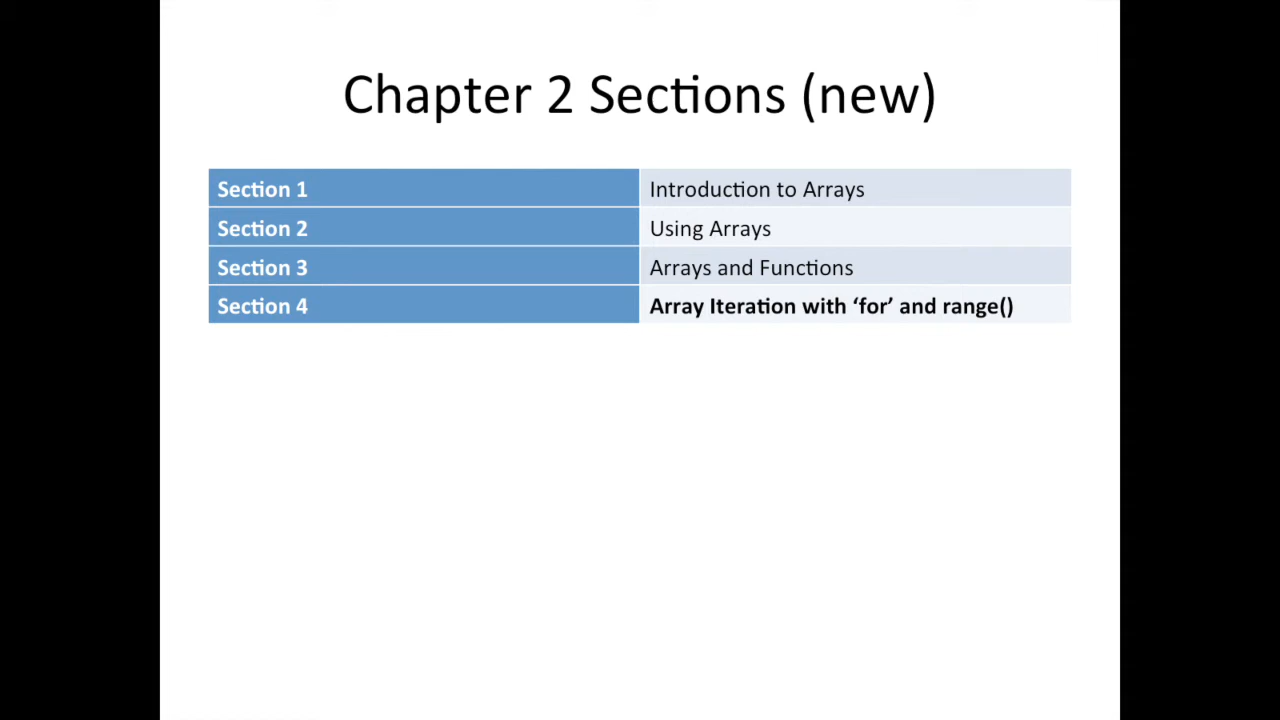 Chapter 2 Sections (new)
Section 1 Introduction to Arrays
Section 2 Using Arrays
Section 3 Arrays and Functions
Section 4 Array Iteration with ‘for’ and range()